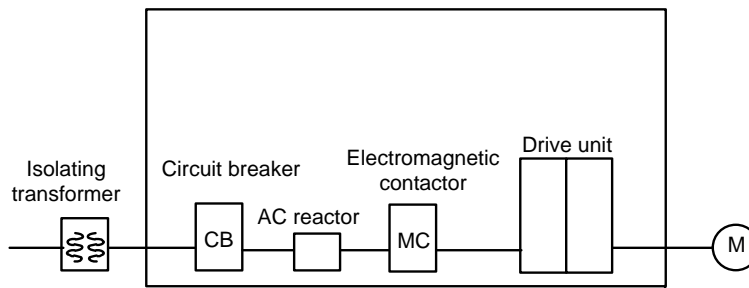 Drive unit
Electromagnetic
contactor
Isolating
transformer
Circuit breaker
AC reactor
CB
MC
M